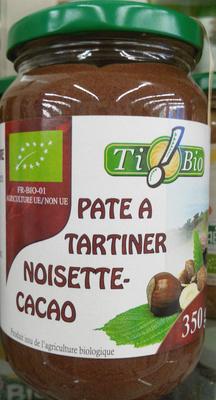 Ti ! Bio
FR-BIO-01
AGRICULTURE UE/NON UE
PATE A
TARTINER
NOISETTE-
CACAO
350g
Produit issu de l'agriculture biologique